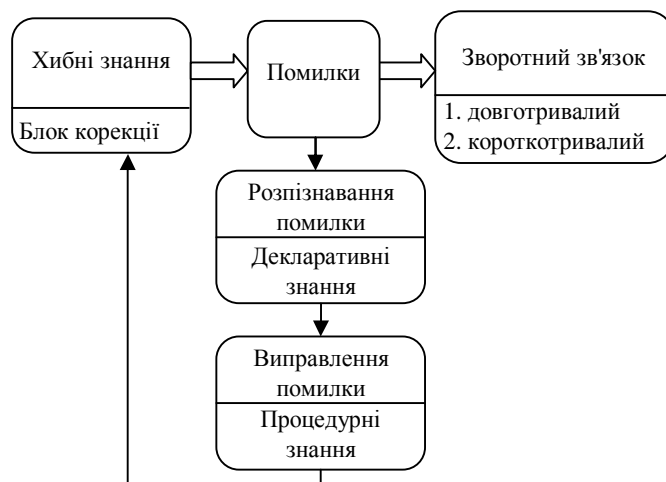 Хибні знання
Блок корекції
Помилки
Зворотний зв'язок
1. довготривалий
2. короткотривалий
Розпізнавання
помилки
Декларативні
знання
Виправлення
помилки
Процедурні
знання